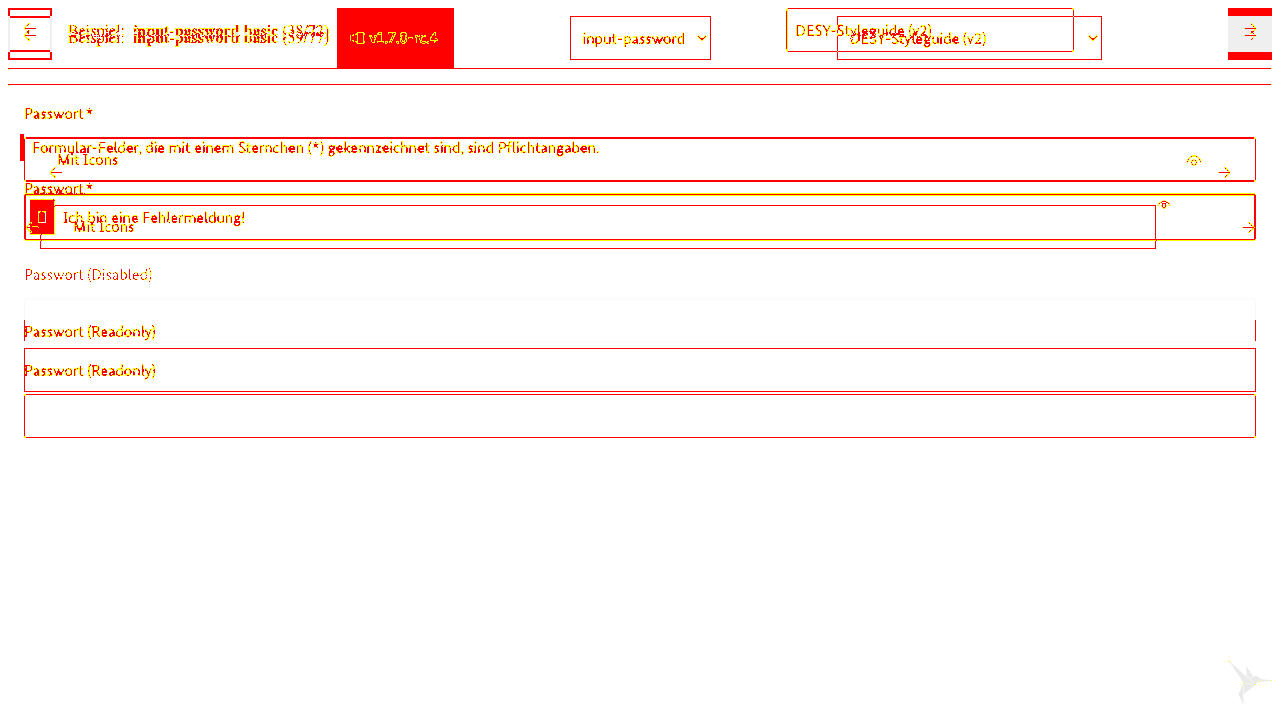 Beispiel: input-password basic (38/73)
Beispiel: input-password basic (39/77)
v1.7.0-rc.4
input-password
DESY-Styleguide (v2)
DESY-Styleguide (v2)
Passwort *
Formular-Felder, die mit einem Sternchen (*) gekennzeichnet sind, sind Pflichtangaben.
Mit Icons
Passwort *
Ich bin eine Fehlermeldung!
Mit Icons
Passwort (Disabled)
Passwort (Readonly)
Passwort (Readonly)